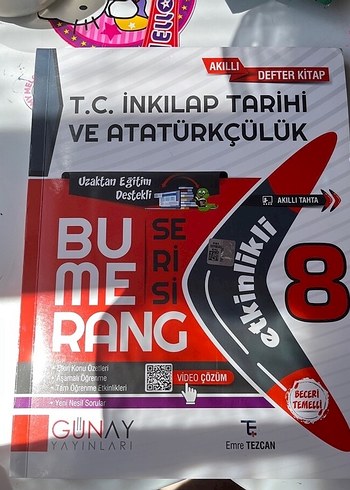 AKILLI
DEFTER KİTAP
T.C. İNKILAP TARİHİ
VE ATATÜRKÇÜLÜK
Uzaktan Eğitim
Destekli
AKILLI TAHTA
BU
ME
RANG
SE
Rİ
Sİ
etkinlikli
8
Konu Özetleri
Aşamalı Öğrenme
Tüm Öğrenme Etkinlikleri
Yeni Nesil Sorular
VİDEO ÇÖZÜM
BECERİ
TEMELLİ
GÜNAY
YAYINLARI
Emre TEZCAN